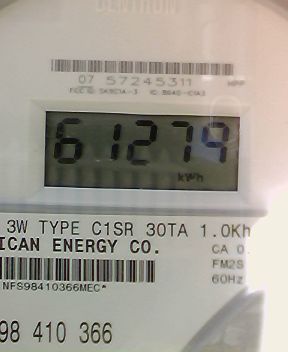 CENTRON
07 57245311
61279
kWh
3W TYPE C1SR 30TA 1.0Kh
ICAN ENERGY CO.
CA 0.
FM2S
60Hz
NFS98410366MEC*
98 410 366